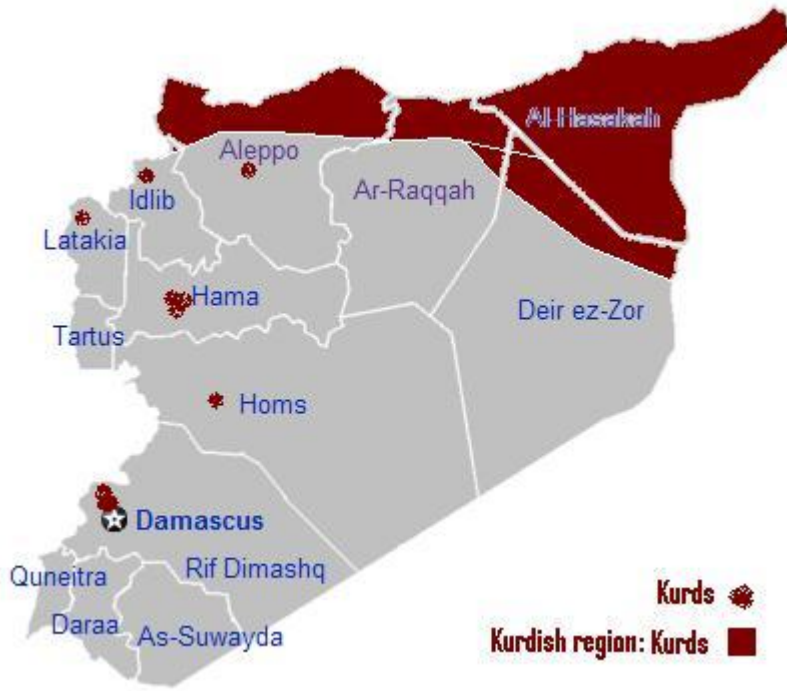 Al-Hasakah
Aleppo
Ar-Raqqah
Idlib
Latakia
Hama
Deir ez-Zor
Tartus
Homs
Damascus
Rif Dimashq
Quneitra
Daraa
As-Suwayda
Kurds
Kurdish region: Kurds